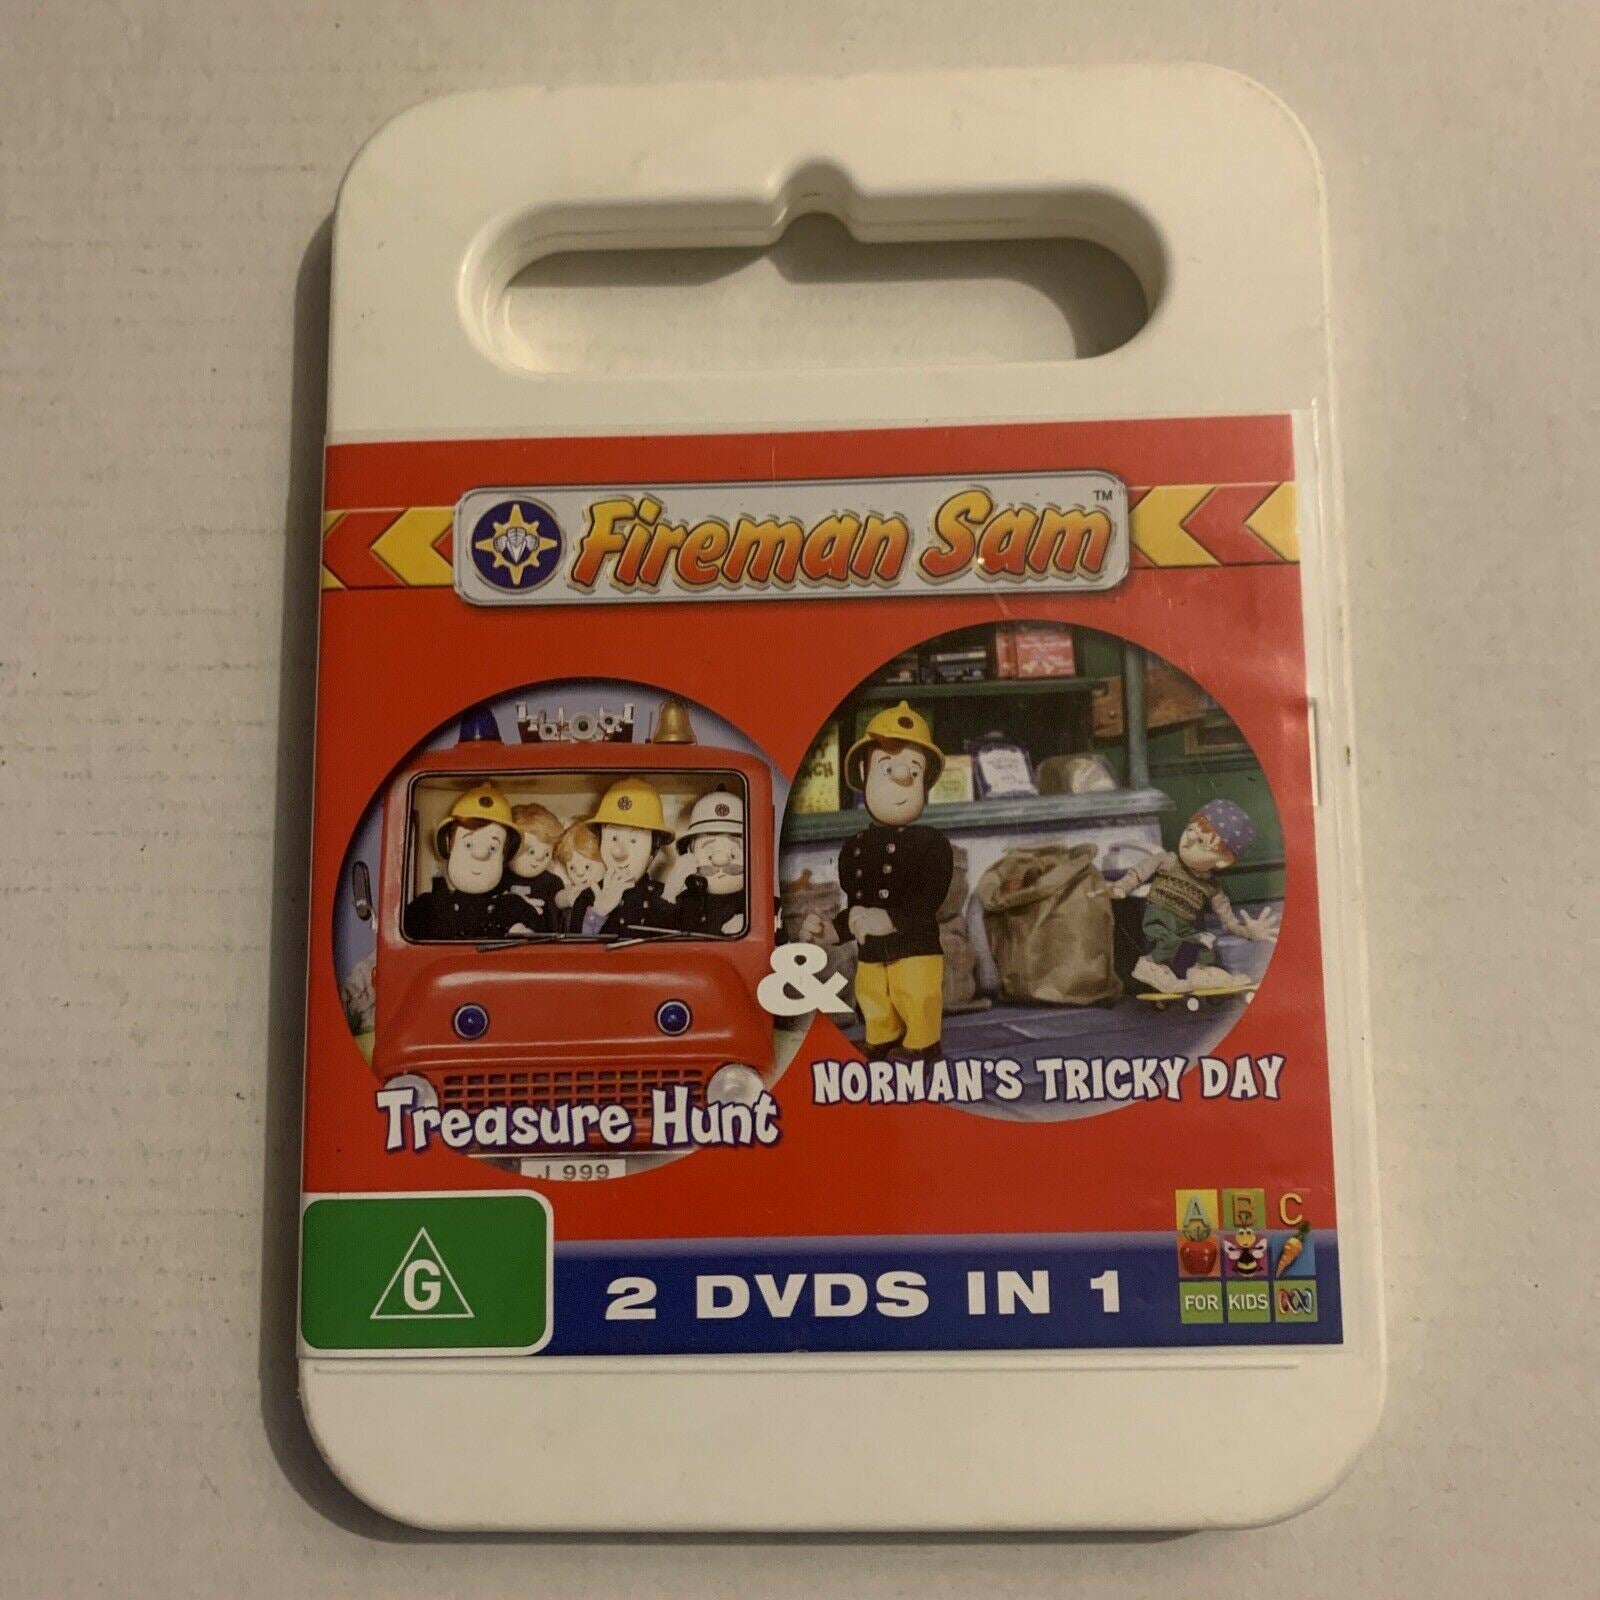 Fireman Sam™
&
NORMAN'S TRICKY DAY
Treasure Hunt
J 999
G
2 DVDS IN 1
A B C
FOR KIDS